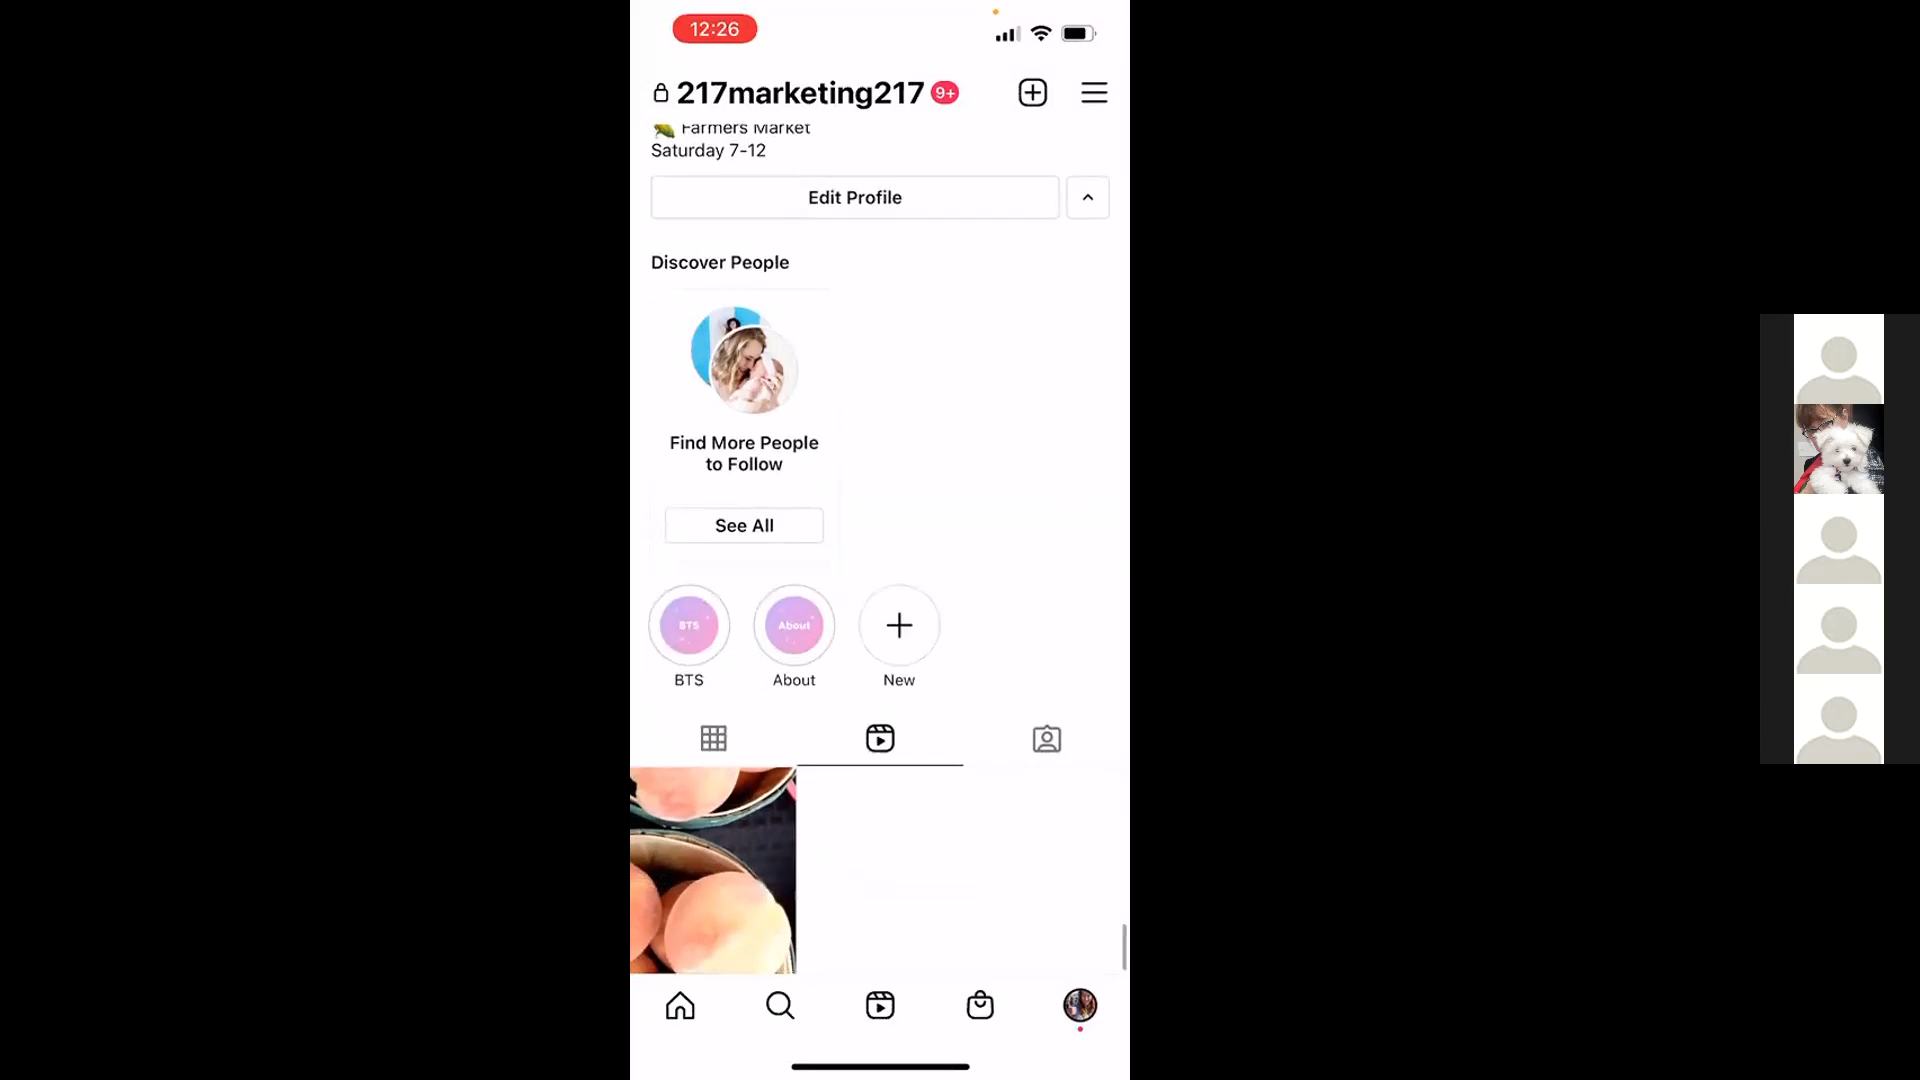 12:26
217marketing217 9+
Farmers Market
Saturday 7-12
Edit Profile
Discover People
Find More People
to Follow
See All
BTS
About
BTS
About
New